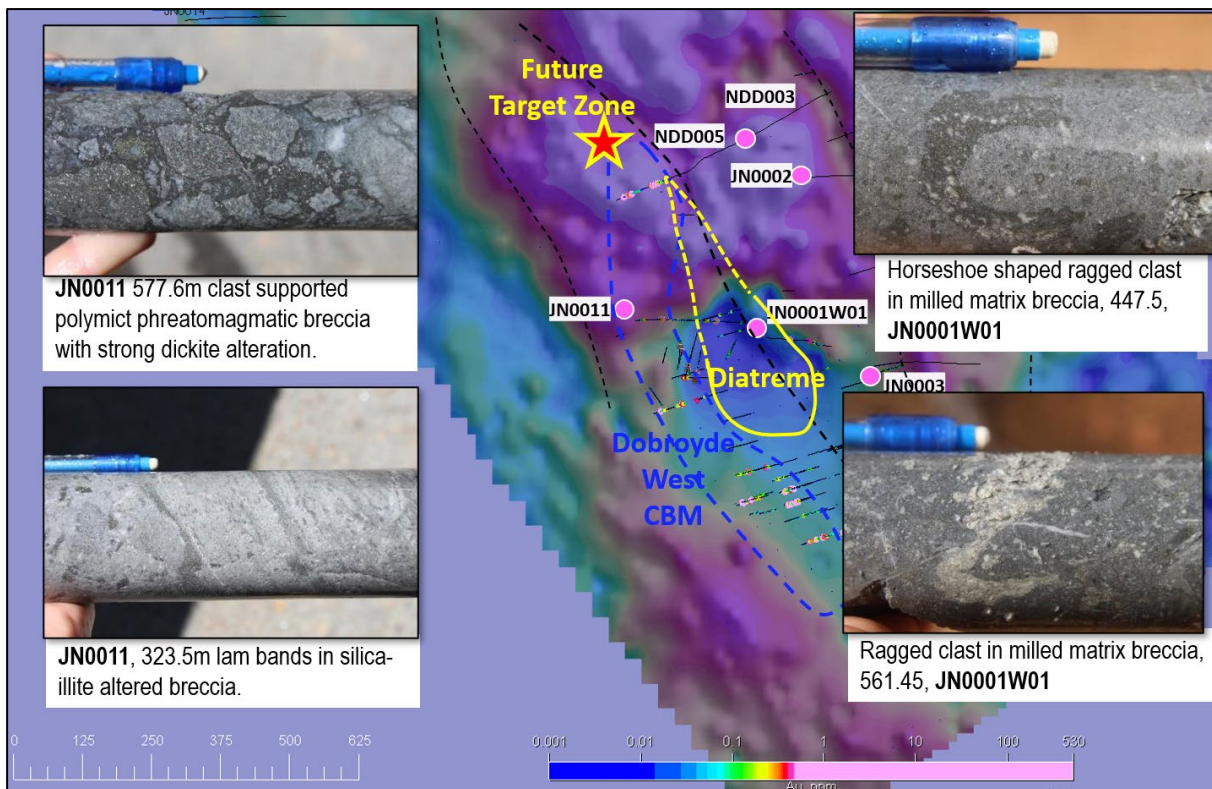 JN0014
Future
Target Zone
NDD003
NDD005
JN0002
JN0011 577.6m clast supported
polymict phreatomagmatic breccia
with strong dickite alteration.
Horseshoe shaped ragged clast
in milled matrix breccia, 447.5,
JN0001W01
JN0011
JN0001W01
Diatreme
JN0003
Dobroyde
West
CBM
JN0011, 323.5m lam bands in silica-
illite altered breccia.
Ragged clast in milled matrix breccia,
561.45, JN0001W01
0 125 250 375 500 625
0.001 0.01 0.1 1 10 100 530
Au_ppm